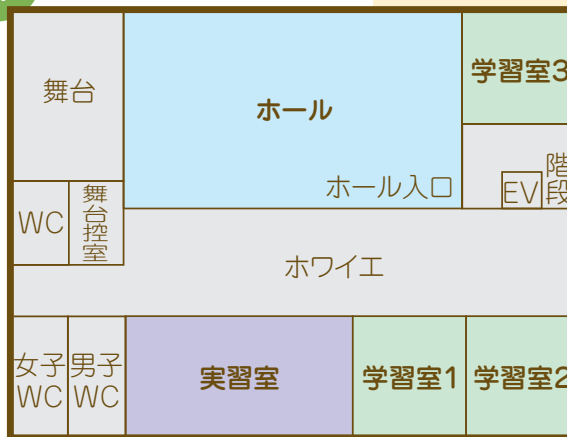 舞台
ホール
学習室3
ホール入口
階段
EV
WC
舞台控室
ホワイエ
女子
WC
男子
WC
実習室
学習室1
学習室2